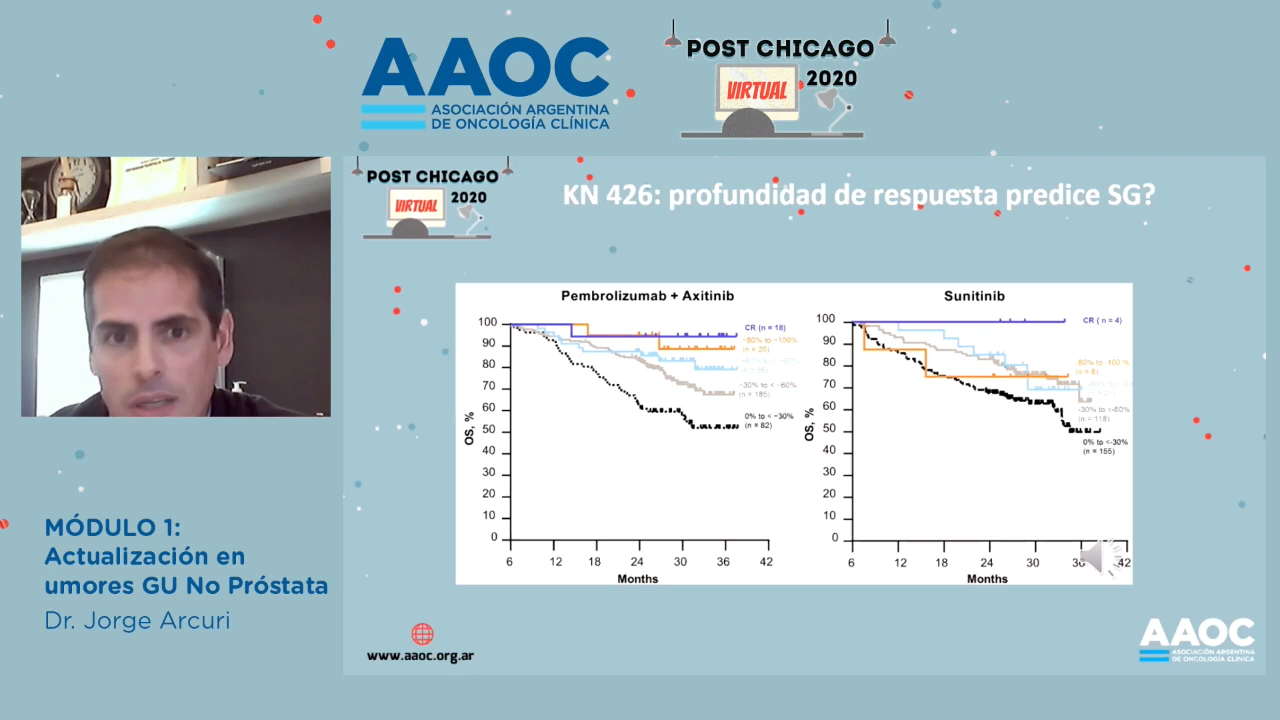 AAOC
ASOCIACIÓN ARGENTINA
DE ONCOLOGÍA CLÍNICA
POST CHICAGO
2020
VIRTUAL
POST CHICAGO
2020
VIRTUAL
KN 426: profundidad de respuesta predice SG?
Pembrolizumab + Axitinib
OS, %
100
90
80
70
60
50
40
30
20
10
0
6 12 18 24 30 36 42
Months
CR (n = 18)
(n = 20)
-30% to < -60%
(n = 185)
0% to < -30%
(n = 82)
Sunitinib
OS, %
100
90
80
70
60
50
40
30
20
10
0
6 12 18 24 30 42
Months
CR ( n = 4)
(n = 8)
-30% to <-60%
(n = 118)
0% to <-30%
(n = 155)
MÓDULO 1:
Actualización en
umores GU No Próstata
Dr. Jorge Arcuri
www.aaoc.org.ar
AAOC
ASOCIACIÓN ARGENTINA
DE ONCOLOGÍA CLÍNICA